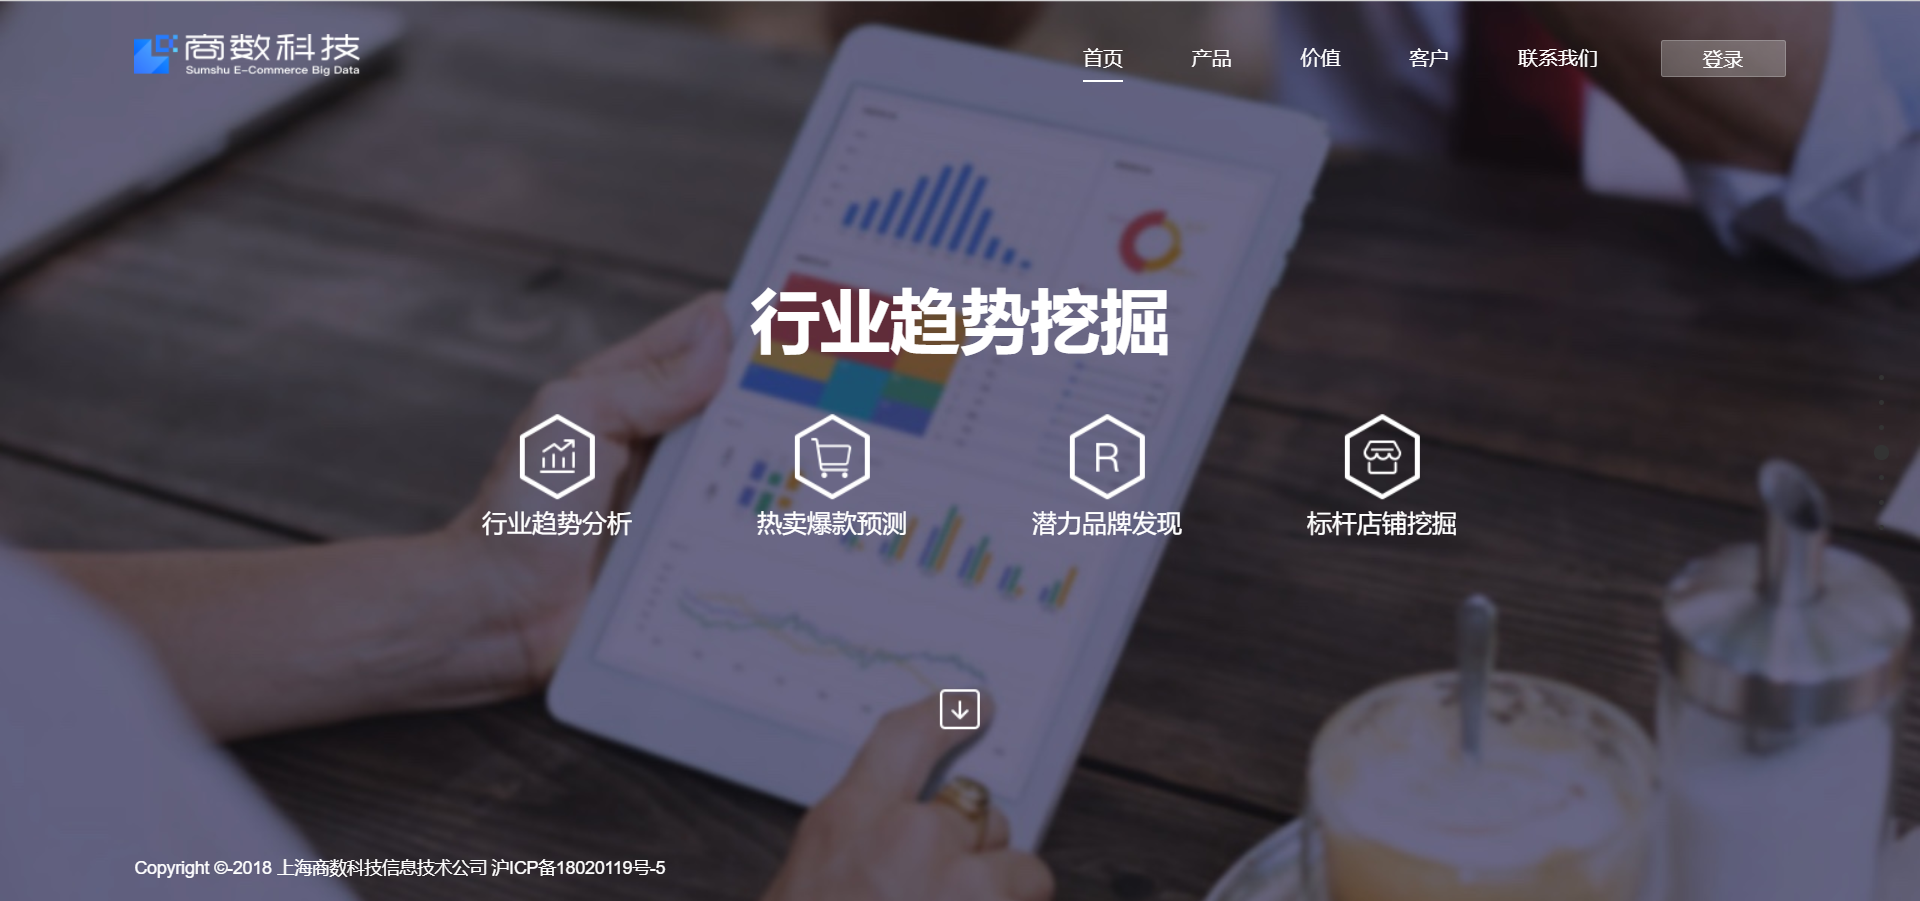 商数科技
Sumshu E-Commerce Big Data
首页 产品 价值 客户 联系我们 登录
行业趋势挖掘
R
行业趋势分析 热卖爆款预测 潜力品牌发现 标杆店铺挖掘
Copyright ©-2018 上海商数科技信息技术公司 沪ICP备18020119号-5